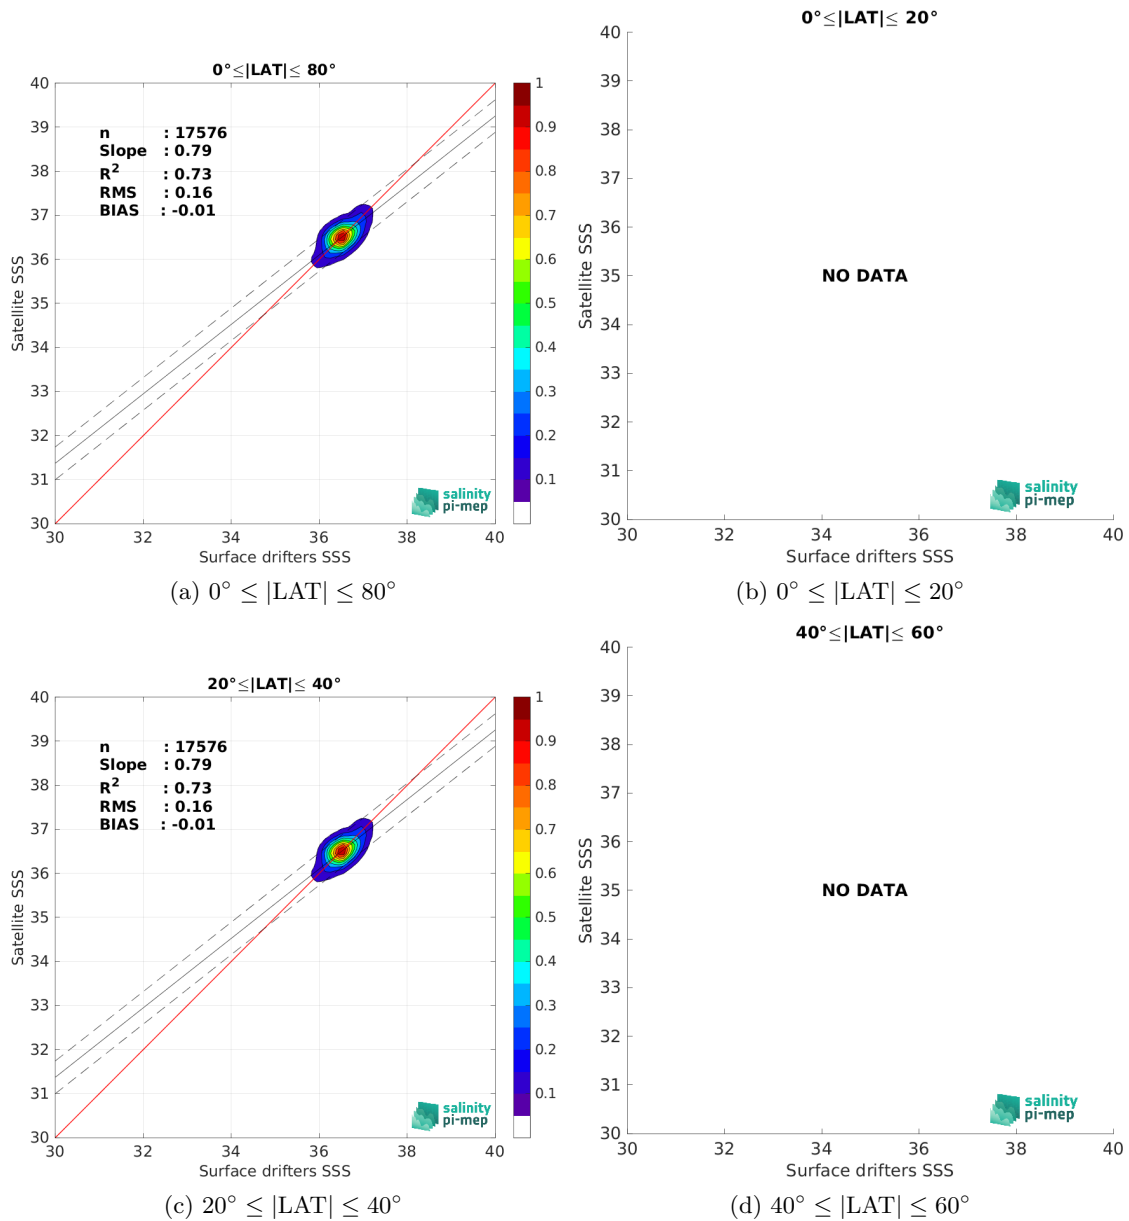 0°≤|LAT|≤ 80°
40
39
38
37
36
35
34
33
32
31
30
Satellite SSS
n : 17576
Slope : 0.79
R² : 0.73
RMS : 0.16
BIAS : -0.01
salinity
pi-mep
30 32 34 36 38 40
Surface drifters SSS
1
0.9
0.8
0.7
0.6
0.5
0.4
0.3
0.2
0.1
(a) 0° ≤ |LAT| ≤ 80°
0°≤|LAT|≤ 20°
40
39
38
37
36
35
34
33
32
31
30
Satellite SSS
NO DATA
salinity
pi-mep
30 32 34 36 38 40
Surface drifters SSS
(b) 0° ≤ |LAT| ≤ 20°
20°≤|LAT|≤ 40°
40
39
38
37
36
35
34
33
32
31
30
Satellite SSS
n : 17576
Slope : 0.79
R² : 0.73
RMS : 0.16
BIAS : -0.01
salinity
pi-mep
30 32 34 36 38 40
Surface drifters SSS
1
0.9
0.8
0.7
0.6
0.5
0.4
0.3
0.2
0.1
(c) 20° ≤ |LAT| ≤ 40°
40°≤|LAT|≤ 60°
40
39
38
37
36
35
34
33
32
31
30
Satellite SSS
NO DATA
salinity
pi-mep
30 32 34 36 38 40
Surface drifters SSS
(d) 40° ≤ |LAT| ≤ 60°